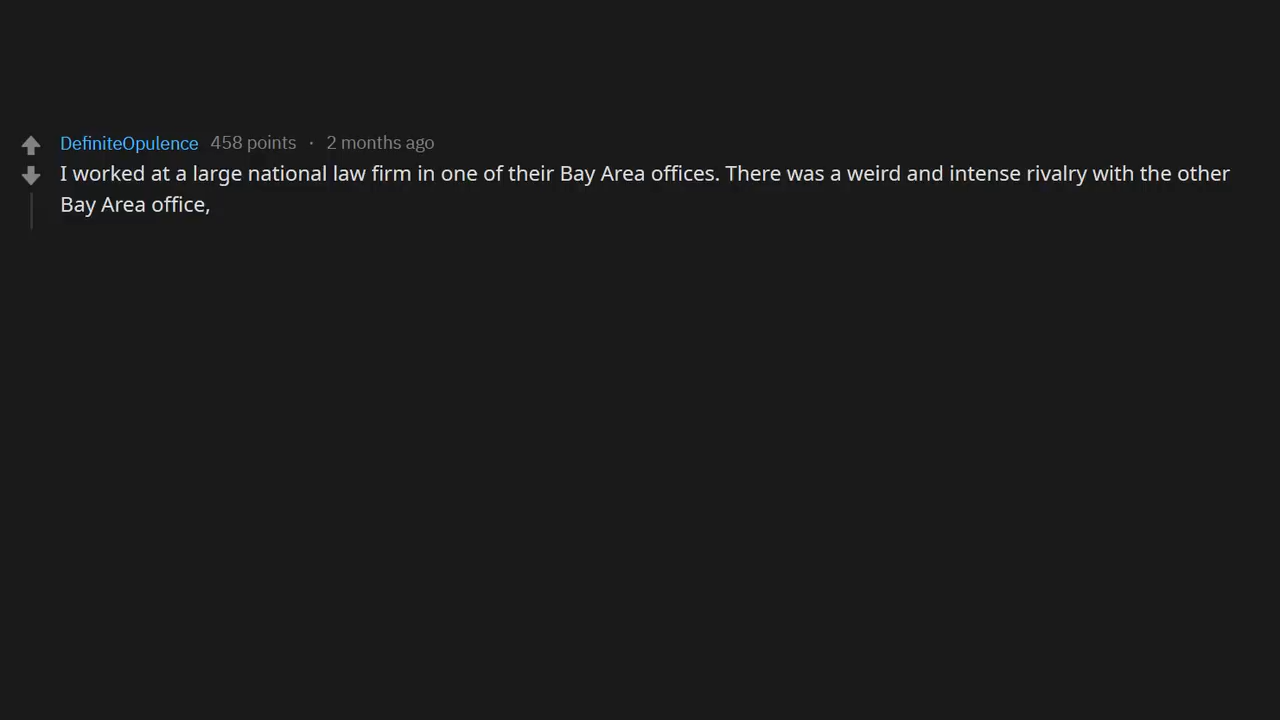 DefiniteOpulence 458 points · 2 months ago
I worked at a large national law firm in one of their Bay Area offices. There was a weird and intense rivalry with the other
Bay Area office,